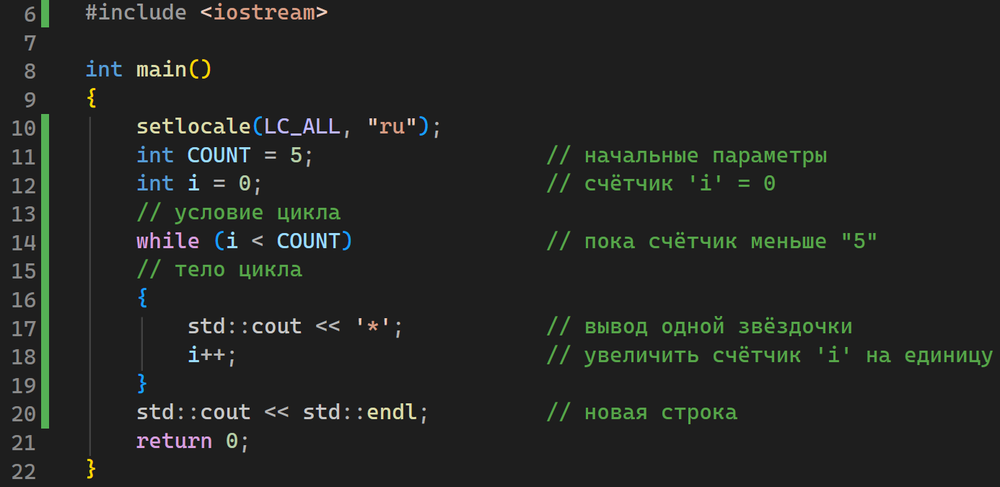 6 #include <iostream>
7
8 int main()
9 {
10 setlocale(LC_ALL, "ru");
11 int COUNT = 5; // начальные параметры
12 int i = 0; // счётчик 'i' = 0
13 // условие цикла
14 while (i < COUNT) // пока счётчик меньше "5"
15 // тело цикла
16 {
17 std::cout << '*'; // вывод одной звёздочки
18 i++; // увеличить счётчик 'i' на единицу
19 }
20 std::cout << std::endl; // новая строка
21 return 0;
22 }